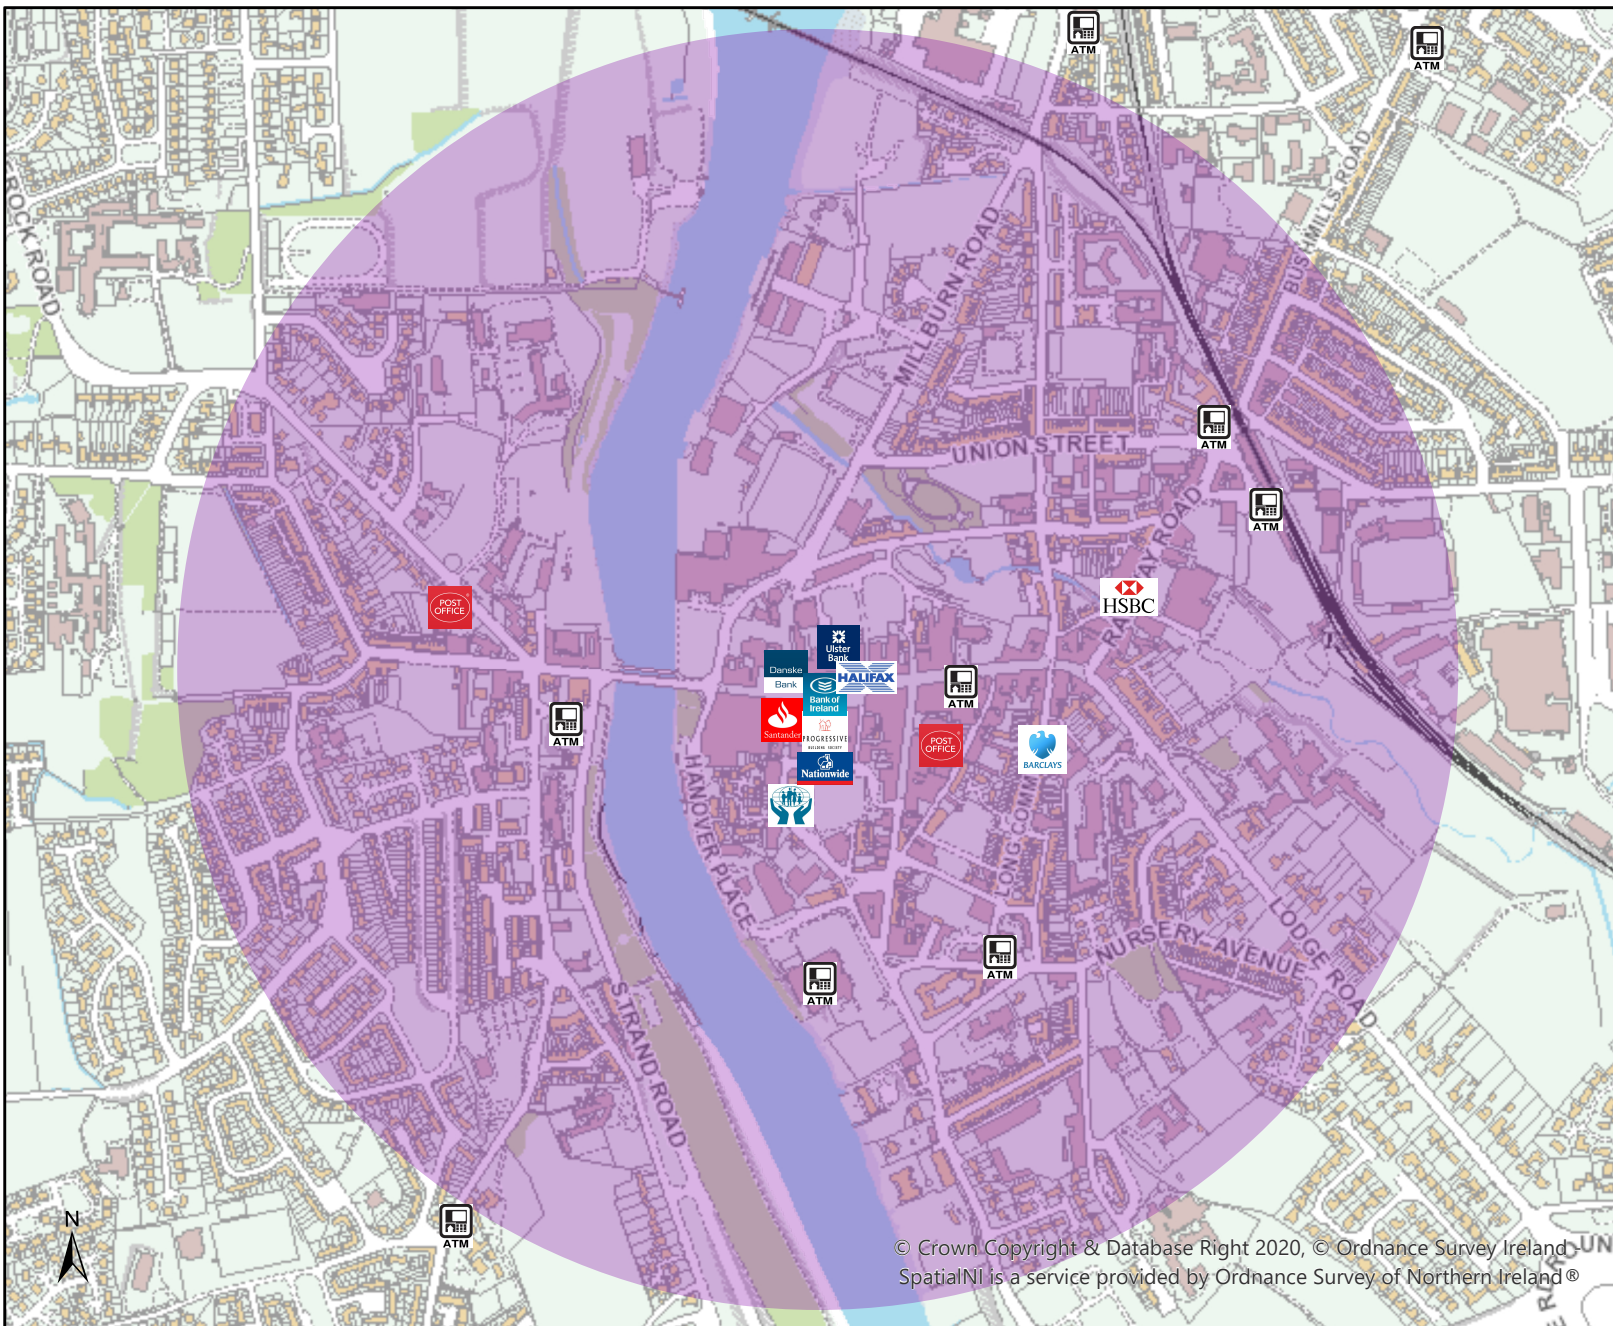 ATM
ATM
ROCK ROAD
BUSHMILLS ROAD
MILLBURN ROAD
UNION STREET
ATM
ATM
RAILWAY ROAD
HSBC
POST
OFFICE
Ulster
Bank
Danske
Bank
HALIFAX
Bank of
Ireland
ATM
Santander
PROGRESSIVE
BUILDING SOCIETY
POST
OFFICE
BARCLAYS
ATM
Nationwide
HANOVER PLACE
LONG COMM
LODGE ROAD
NURSERY AVENUE
ATM
ATM
STRAND ROAD
N
ATM
© Crown Copyright & Database Right 2020, © Ordnance Survey Ireland -
SpatialNI is a service provided by Ordnance Survey of Northern Ireland®